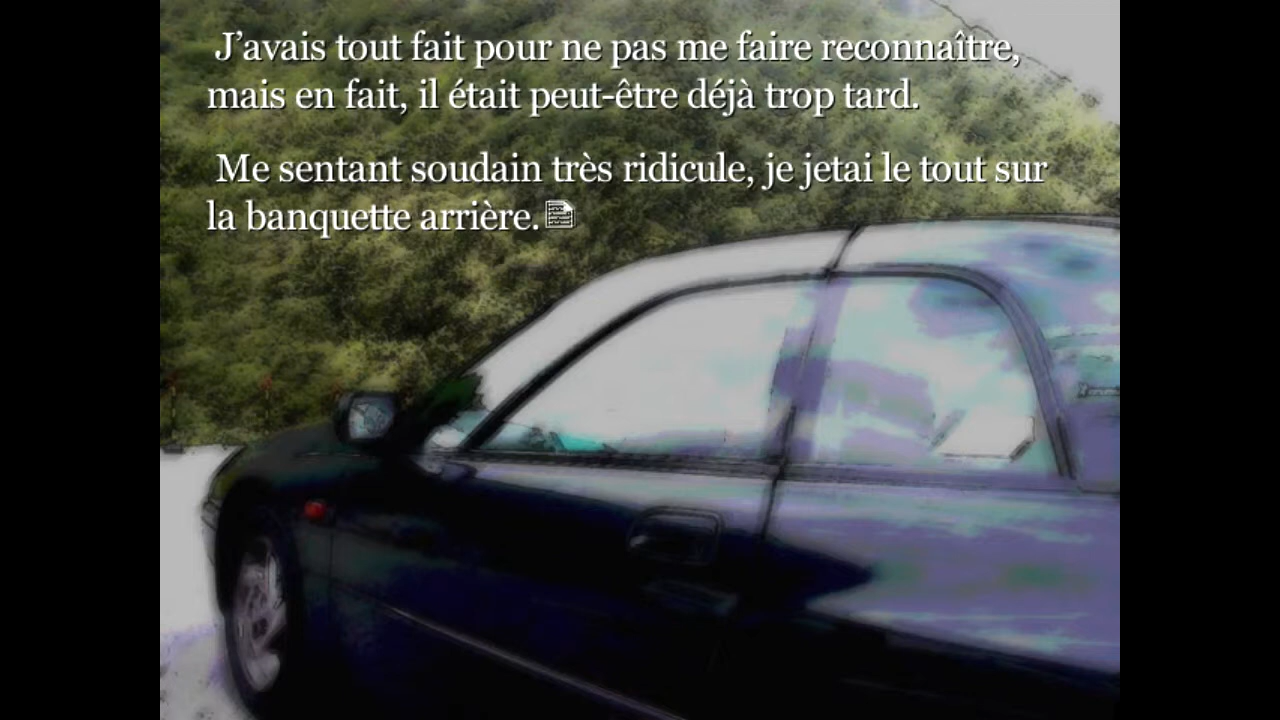 J’avais tout fait pour ne pas me faire reconnaître,
mais en fait, il était peut-être déjà trop tard.
Me sentant soudain très ridicule, je jetai le tout sur
la banquette arrière.